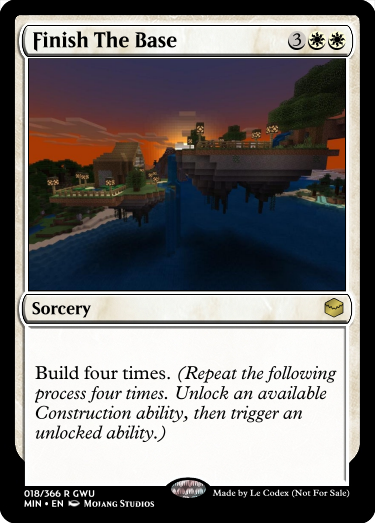 Finish The Base 3
Sorcery
Build four times. (Repeat the following
process four times. Unlock an available
Construction ability, then trigger an
unlocked ability.)
018/366 R GWU
MIN • EN Mojang Studios
Made by Le Codex (Not For Sale)